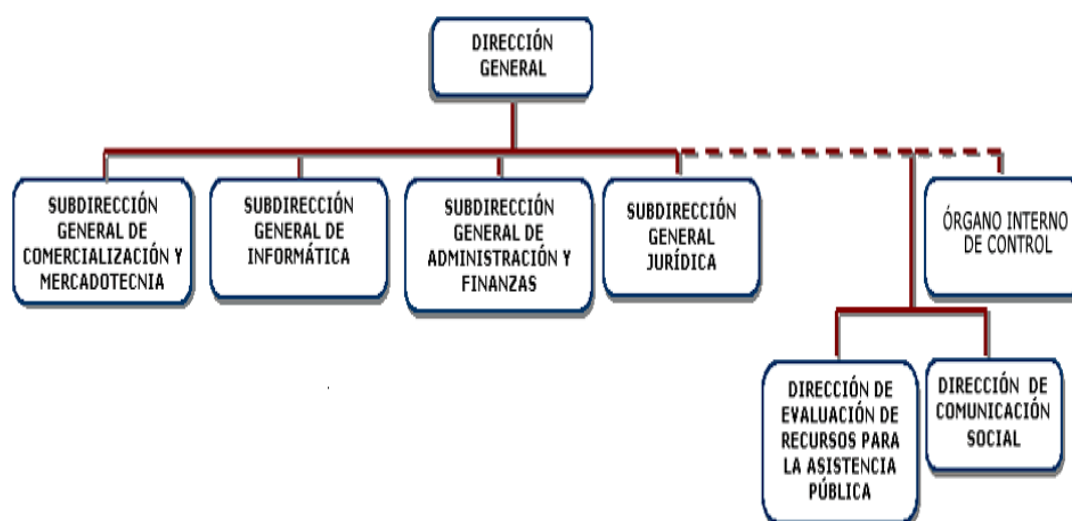 DIRECCIÓN
GENERAL
SUBDIRECCIÓN
GENERAL DE
COMERCIALIZACIÓN Y
MERCADOTECNIA
SUBDIRECCIÓN
GENERAL DE
INFORMÁTICA
SUBDIRECCIÓN
GENERAL DE
ADMINISTRACIÓN Y
FINANZAS
SUBDIRECCIÓN
GENERAL
JURÍDICA
ÓRGANO INTERNO
DE CONTROL
DIRECCIÓN DE
EVALUACIÓN DE
RECURSOS PARA
LA ASISTENCIA
PÚBLICA
DIRECCIÓN DE
COMUNICACIÓN
SOCIAL